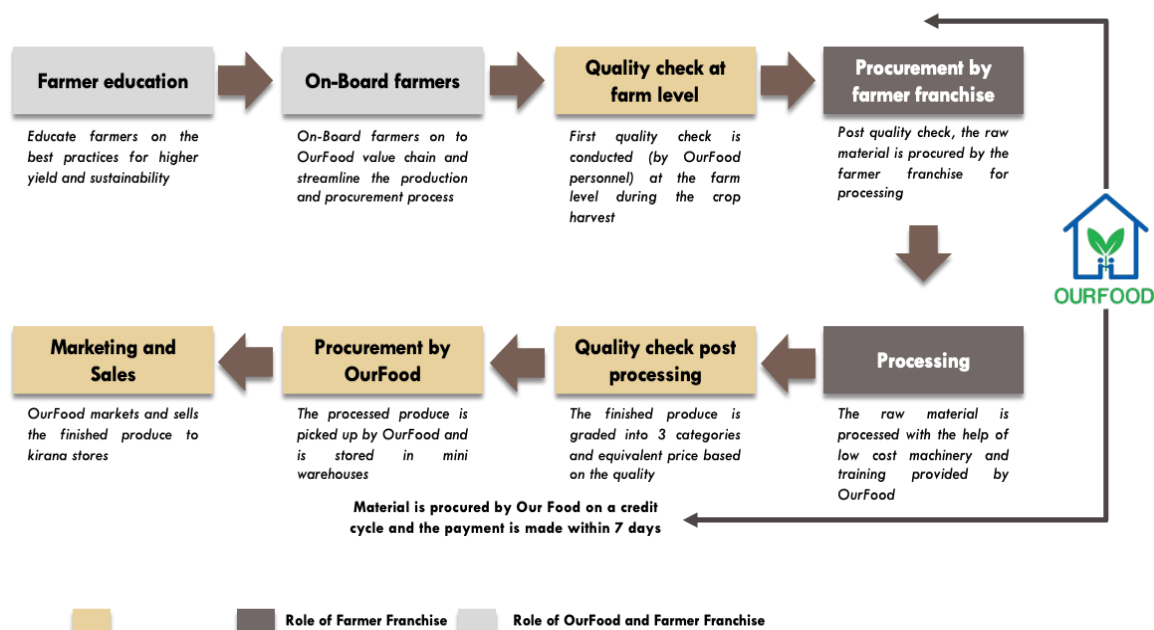 Farmer education
On-Board farmers
Quality check at
farm level
Procurement by
farmer franchise
Educate farmers on the
best practices for higher
yield and sustainability
On-Board farmers on to
OurFood value chain and
streamline the production
and procurement process
First quality check is
conducted (by OurFood
personnel) at the farm
level during the crop
harvest
Post quality check, the raw
material is procured by the
farmer franchise for
processing
OURFOOD
Marketing and
Sales
Procurement by
OurFood
Quality check post
processing
Processing
OurFood markets and sells
the finished produce to
kirana stores
The processed produce is
picked up by OurFood and
is stored in mini
warehouses
The finished produce is
graded into 3 categories
and equivalent price based
on the quality
The raw material is
processed with the help of
low cost machinery and
training provided by
OurFood
Material is procured by Our Food on a credit
cycle and the payment is made within 7 days
Role of Farmer Franchise
Role of OurFood and Farmer Franchise